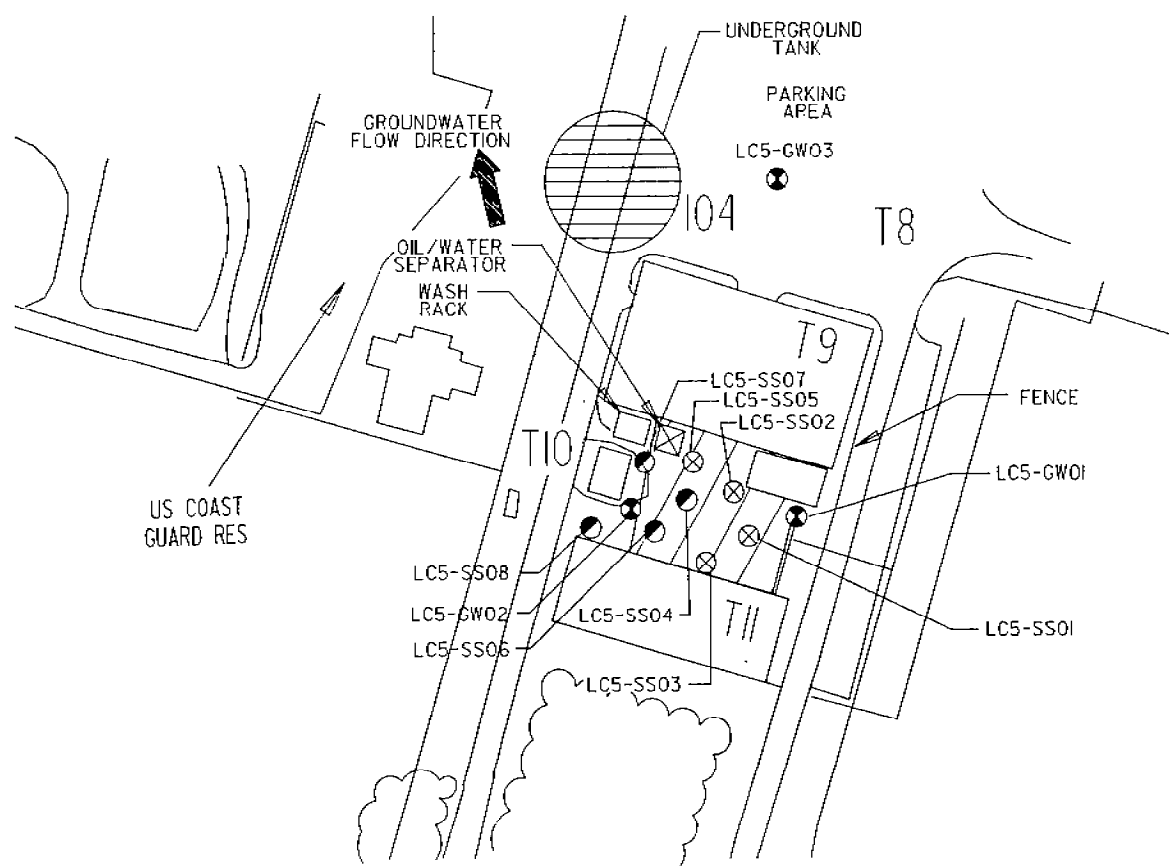 UNDERGROUND
TANK
PARKING
AREA
GROUNDWATER
FLOW DIRECTION
LC5-GW03
104
T8
OIL/WATER
SEPARATOR
WASH
RACK
T9
LC5-SS07
LC5-SS05
LC5-SS02
FENCE
T10
LC5-GW01
US COAST
GUARD RES
LC5-SS08
LC5-GW02
LC5-SS04
T11
LC5-SS01
LC5-SS06
LC5-SS03